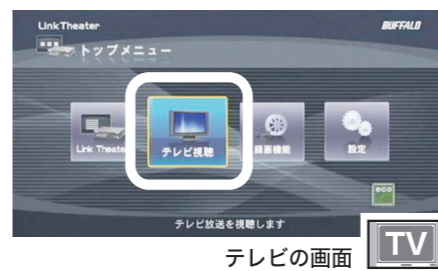 Link Theater
BUFFALO
トップメニュー
Link Theater
テレビ視聴
録画機能
設定
eco
テレビ放送を視聴します
テレビの画面
TV